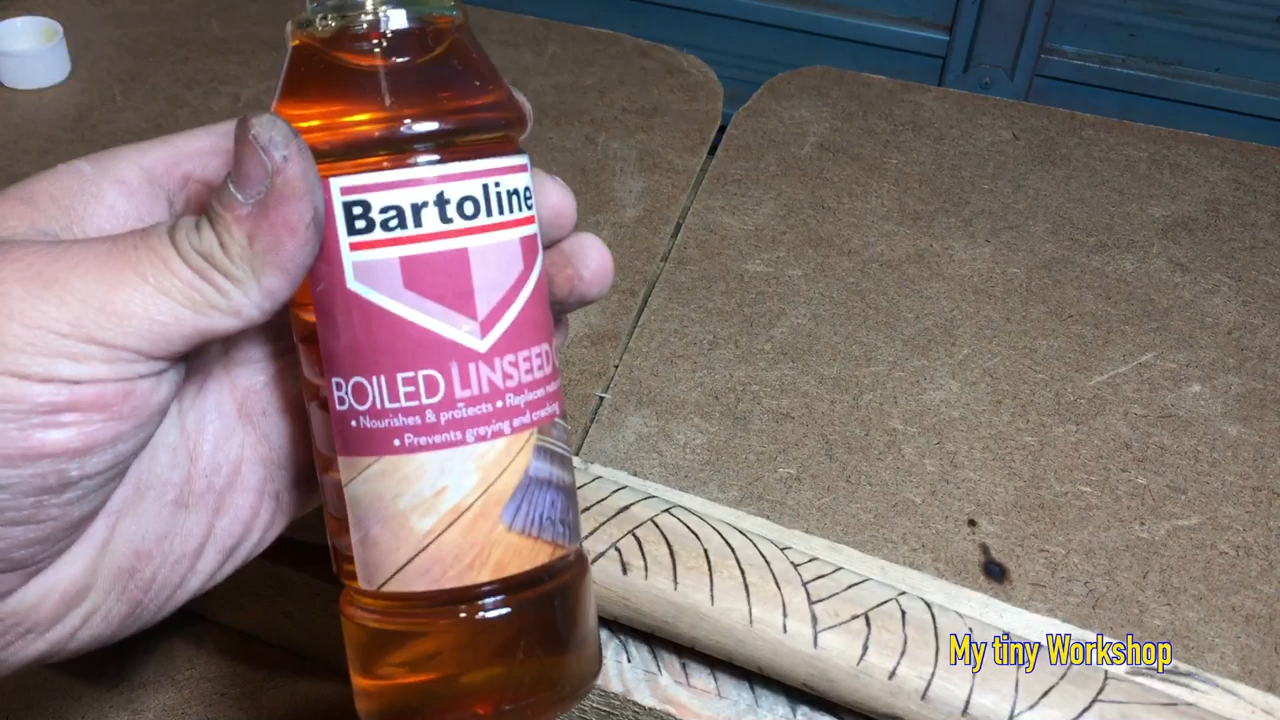 Bartoline
BOILED LINSEED
• Nourishes & protects • Replaces
• Prevents greying and cracking
My tiny Workshop